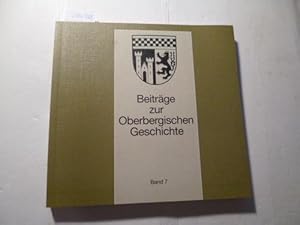 Beiträge
zur
Oberbergischen
Geschichte
Band 7